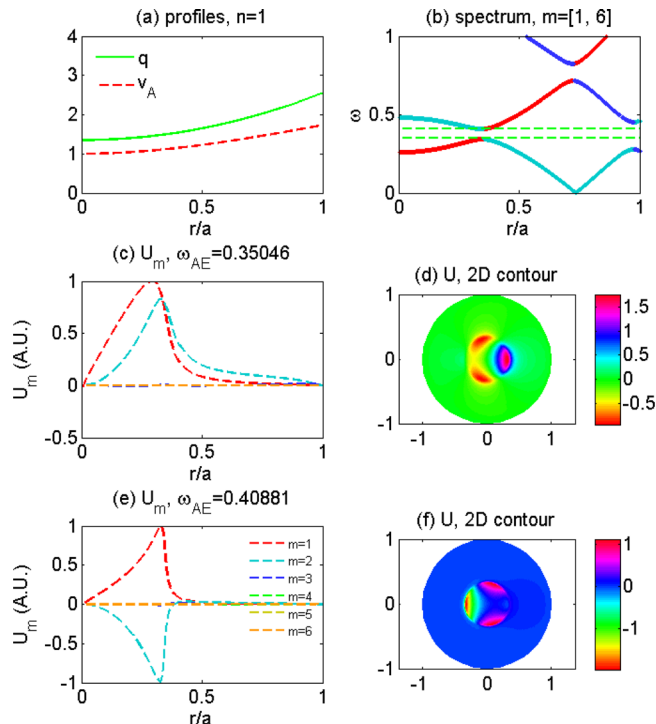 (a) profiles, n=1
(b) spectrum, m=[1, 6]
4
3
2
1
0
q
v_A
0
0.5
1
r/a
1
0.5
0
ω
0
0.5
1
r/a
(c) U_m, ω_AE=0.35046
U_m (A.U.)
1
0.5
0
-0.5
0
0.5
1
r/a
(d) U, 2D contour
1
0
-1
-1
0
1
1.5
1
0.5
0
-0.5
(e) U_m, ω_AE=0.40881
U_m (A.U.)
1
0.5
0
-0.5
-1
m=1
m=2
m=3
m=4
m=5
m=6
0
0.5
1
r/a
(f) U, 2D contour
1
0
-1
-1
0
1
1
0
-1